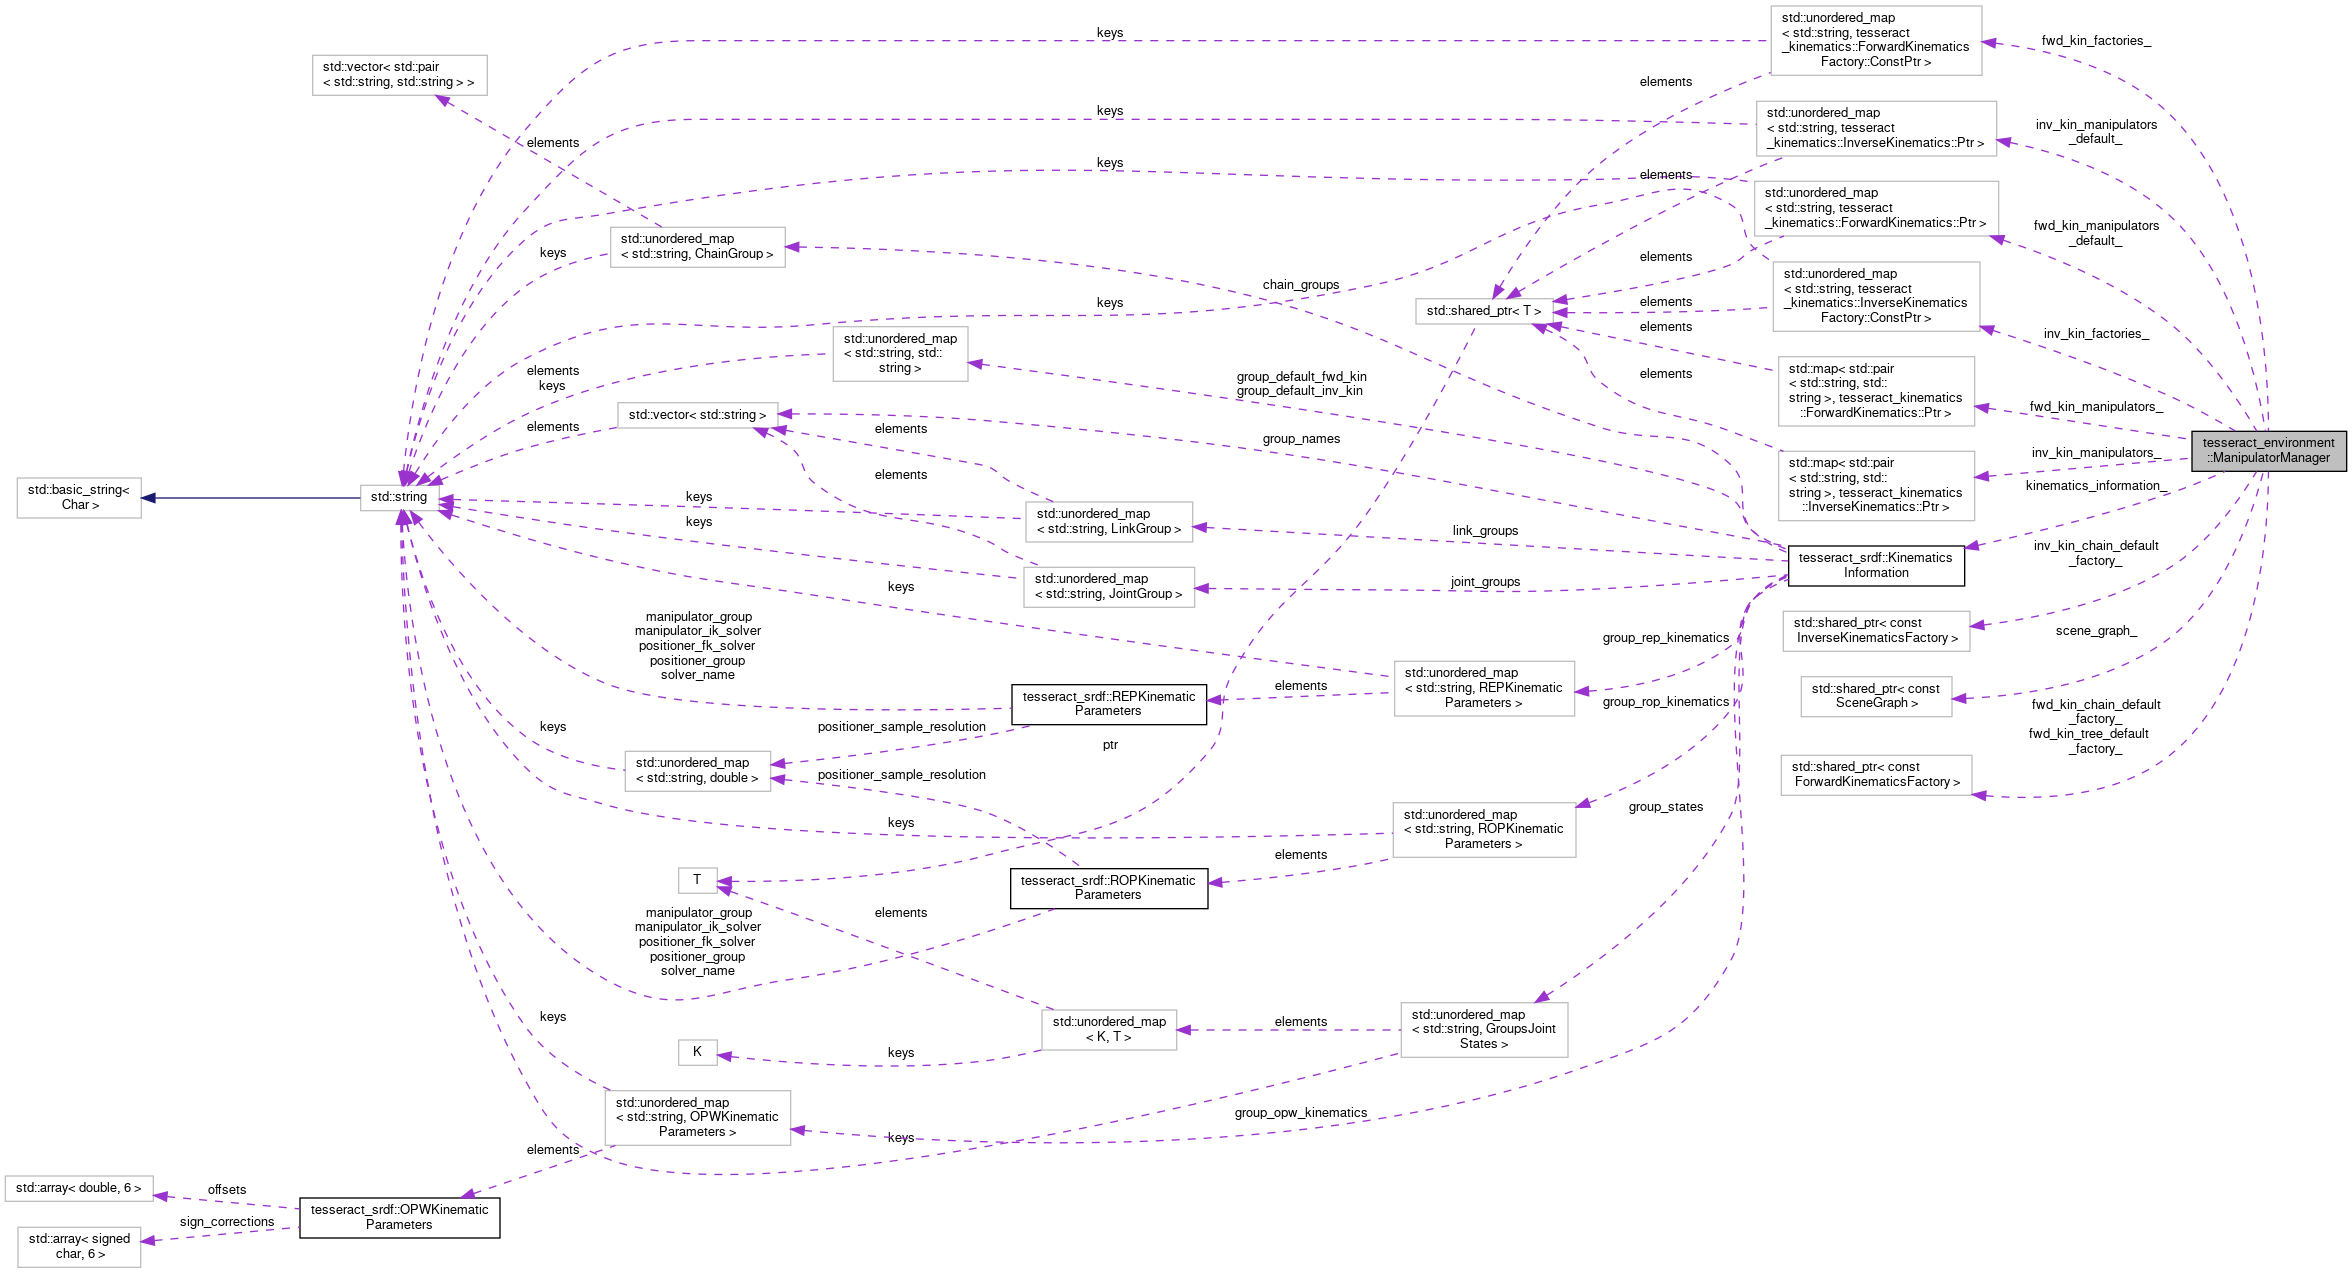 std::vector< std::pair
< std::string, std::string > >
std::basic_string<
Char >
std::string
std::array< double, 6 >
std::array< signed
char, 6 >
offsets
sign_corrections
tesseract_srdf::OPWKinematic
Parameters
elements
std::unordered_map
< std::string, ChainGroup >
keys
elements
keys
std::vector< std::string >
elements
manipulator_group
manipulator_ik_solver
positioner_fk_solver
positioner_group
solver_name
keys
std::unordered_map
< std::string, double >
T
manipulator_group
manipulator_ik_solver
positioner_fk_solver
positioner_group
solver_name
keys
K
std::unordered_map
< std::string, OPWKinematic
Parameters >
elements
keys
keys
keys
keys
std::unordered_map
< std::string, std::
string >
elements
elements
keys
keys
keys
positioner_sample_resolution
positioner_sample_resolution
keys
elements
keys
keys
std::unordered_map
< std::string, LinkGroup >
std::unordered_map
< std::string, JointGroup >
tesseract_srdf::REPKinematic
Parameters
ptr
tesseract_srdf::ROPKinematic
Parameters
std::unordered_map
< K, T >
chain_groups
group_default_fwd_kin
group_default_inv_kin
group_names
elements
elements
elements
group_opw_kinematics
std::shared_ptr< T >
link_groups
joint_groups
std::unordered_map
< std::string, REPKinematic
Parameters >
std::unordered_map
< std::string, ROPKinematic
Parameters >
std::unordered_map
< std::string, GroupsJoint
States >
elements
elements
elements
elements
elements
elements
group_rep_kinematics
group_rop_kinematics
group_states
std::unordered_map
< std::string, tesseract
_kinematics::ForwardKinematics
Factory::ConstPtr >
std::unordered_map
< std::string, tesseract
_kinematics::InverseKinematics::Ptr >
std::unordered_map
< std::string, tesseract
_kinematics::ForwardKinematics::Ptr >
std::unordered_map
< std::string, tesseract
_kinematics::InverseKinematics
Factory::ConstPtr >
std::map< std::pair
< std::string, std::
string >, tesseract_kinematics
::ForwardKinematics::Ptr >
std::map< std::pair
< std::string, std::
string >, tesseract_kinematics
::InverseKinematics::Ptr >
tesseract_srdf::Kinematics
Information
std::shared_ptr< const
InverseKinematicsFactory >
std::shared_ptr< const
SceneGraph >
std::shared_ptr< const
ForwardKinematicsFactory >
fwd_kin_factories_
inv_kin_manipulators
_default_
fwd_kin_manipulators
_default_
inv_kin_factories_
fwd_kin_manipulators_
inv_kin_manipulators_
kinematics_information_
inv_kin_chain_default
_factory_
scene_graph_
fwd_kin_chain_default
_factory_
fwd_kin_tree_default
_factory_
tesseract_environment
::ManipulatorManager